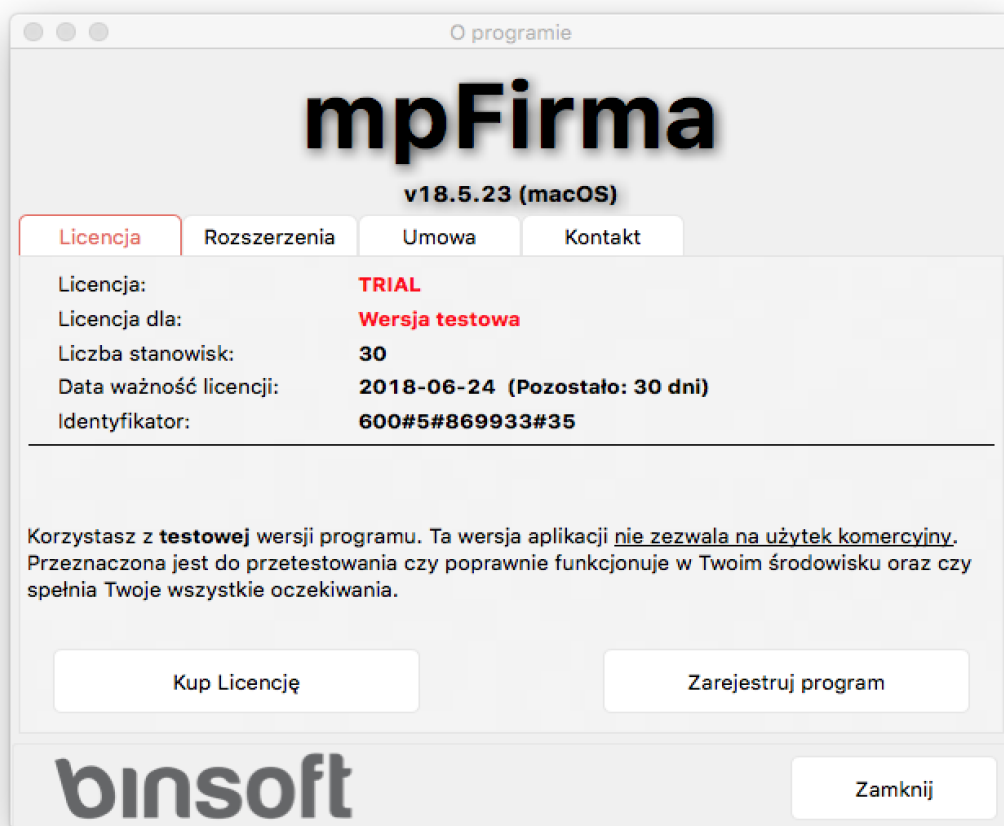 O programie
mpFirma
v18.5.23 (macOS)
Licencja Rozszerzenia Umowa Kontakt
Licencja: TRIAL
Licencja dla: Wersja testowa
Liczba stanowisk: 30
Data ważność licencji: 2018-06-24 (Pozostało: 30 dni)
Identyfikator: 600#5#869933#35
Korzystasz z testowej wersji programu. Ta wersja aplikacji nie zezwala na użytek komercyjny.
Przeznaczona jest do przetestowania czy poprawnie funkcjonuje w Twoim środowisku oraz czy
spełnia Twoje wszystkie oczekiwania.
Kup Licencję Zarejestruj program
binsoft Zamknij